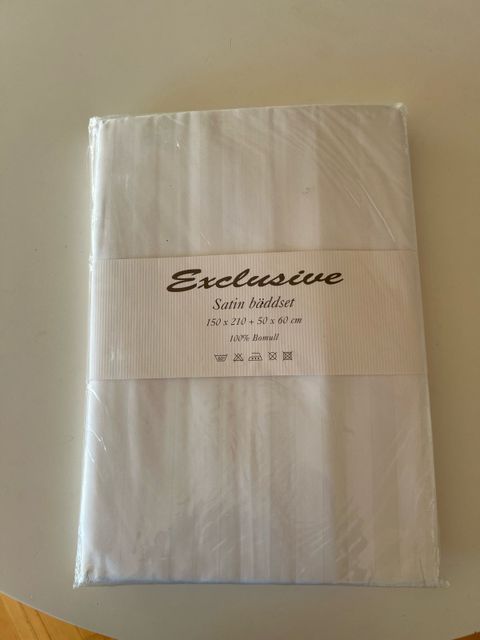 Exclusive
Satin bäddset
150 x 210 + 50 x 60 cm
100% Bomull